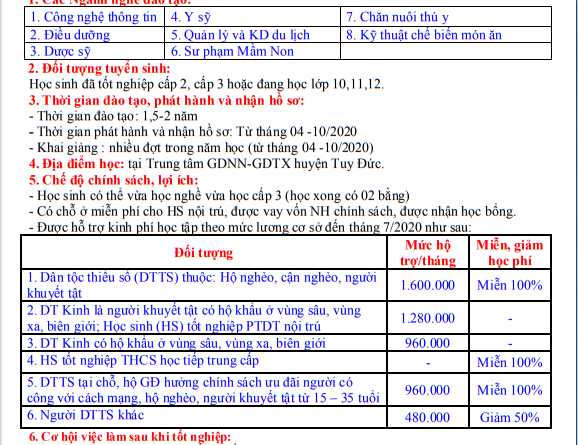 1. Các Ngành nghề đào tạo:
1. Công nghệ thông tin 4. Y sỹ 7. Chăn nuôi thú y
2. Điều dưỡng 5. Quản lý và KD du lịch 8. Kỹ thuật chế biến món ăn
3. Dược sỹ 6. Sư phạm Mầm Non
2. Đối tượng tuyển sinh:
Học sinh đã tốt nghiệp cấp 2, cấp 3 hoặc đang học lớp 10,11,12.
3. Thời gian đào tạo, phát hành và nhận hồ sơ:
- Thời gian đào tạo: 1,5-2 năm
- Thời gian phát hành và nhận hồ sơ: Từ tháng 04 -10/2020
- Khai giảng : nhiều đợt trong năm học (từ tháng 04 -10/2020)
4. Địa điểm học: tại Trung tâm GDNN-GDTX huyện Tuy Đức.
5. Chế độ chính sách, lợi ích:
- Học sinh có thể vừa học nghề vừa học cấp 3 (học xong có 02 bằng)
- Có chỗ ở miễn phí cho HS nội trú, được vay vốn NH chính sách, được nhận học bổng.
- Được hỗ trợ kinh phí học tập theo mức lương cơ sở đến tháng 7/2020 như sau:
Đối tượng Mức hộ trợ/tháng Miễn, giảm học phí
1. Dân tộc thiểu số (DTTS) thuộc: Hộ nghèo, cận nghèo, người
khuyết tật 1.600.000 Miễn 100%
2. DT Kinh là người khuyết tật có hộ khẩu ở vùng sâu, vùng
xa, biên giới; Học sinh (HS) tốt nghiệp PTDT nội trú 1.280.000 -
3. DT Kinh có hộ khẩu ở vùng sâu, vùng xa, biên giới 960.000 -
4. HS tốt nghiệp THCS học tiếp trung cấp - Miễn 100%
5. DTTS tại chỗ, hộ GĐ hưởng chính sách ưu đãi người có
công với cách mạng, hộ nghèo, người khuyết tật từ 15 – 35 tuổi 960.000 Miễn 100%
6. Người DTTS khác 480.000 Giảm 50%
6. Cơ hội việc làm sau khi tốt nghiệp: